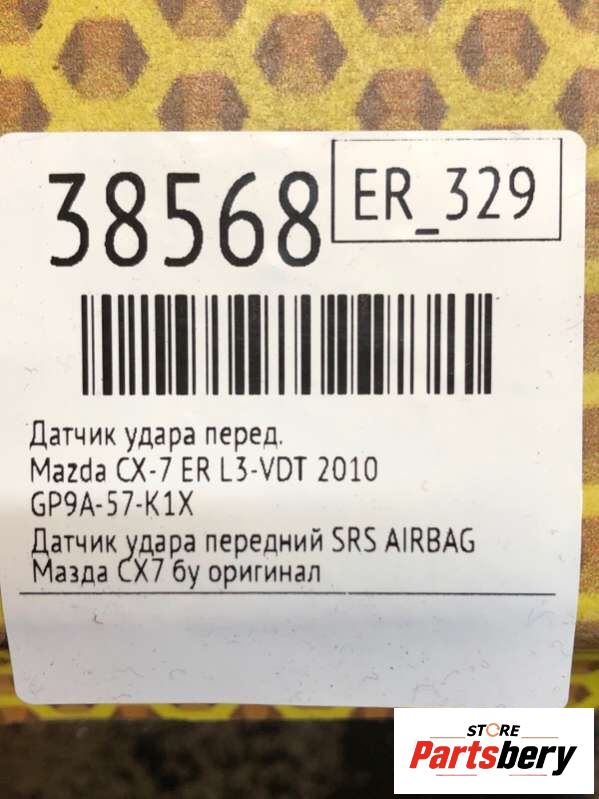 38568
ER_329
Датчик удара перед.
Mazda CX-7 ER L3-VDT 2010
GP9A-57-K1X
Датчик удара передний SRS AIRBAG
Мазда CX7 бу оригинал
STORE
Partsbery